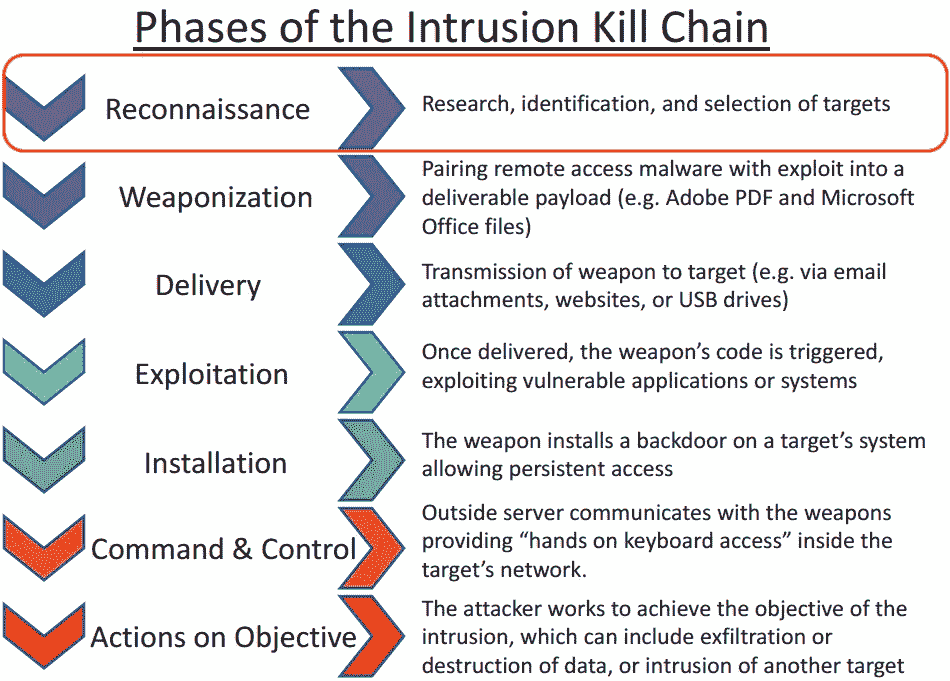 Phases of the Intrusion Kill Chain
Reconnaissance
Research, identification, and selection of targets
Weaponization
Pairing remote access malware with exploit into a
deliverable payload (e.g. Adobe PDF and Microsoft
Office files)
Delivery
Transmission of weapon to target (e.g. via email
attachments, websites, or USB drives)
Exploitation
Once delivered, the weapon's code is triggered,
exploiting vulnerable applications or systems
Installation
The weapon installs a backdoor on a target's system
allowing persistent access
Command & Control
Outside server communicates with the weapons
providing “hands on keyboard access” inside the
target's network.
Actions on Objective
The attacker works to achieve the objective of the
intrusion, which can include exfiltration or
destruction of data, or intrusion of another target